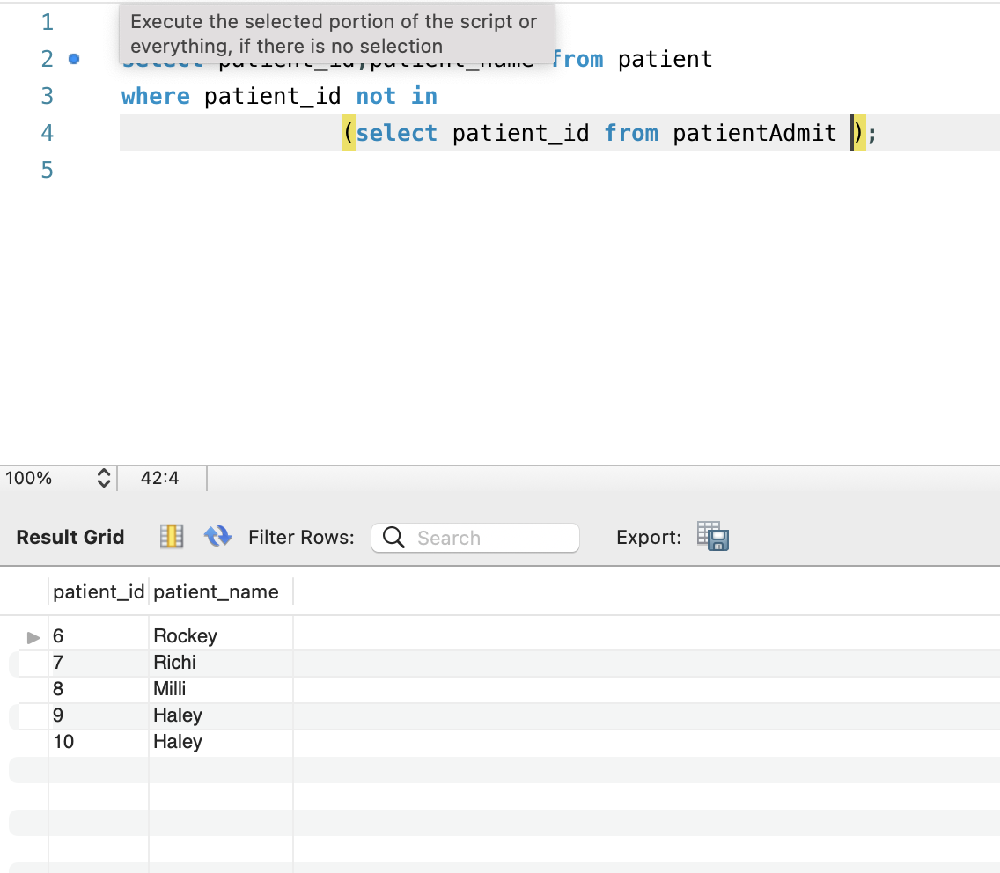 1
Execute the selected portion of the script or
everything, if there is no selection
2 select patient_id,patient_name from patient
3 where patient_id not in
4 (select patient_id from patientAdmit );
5
100% 42:4
Result Grid Filter Rows: Search Export:
patient_id patient_name
6 Rockey
7 Richi
8 Milli
9 Haley
10 Haley